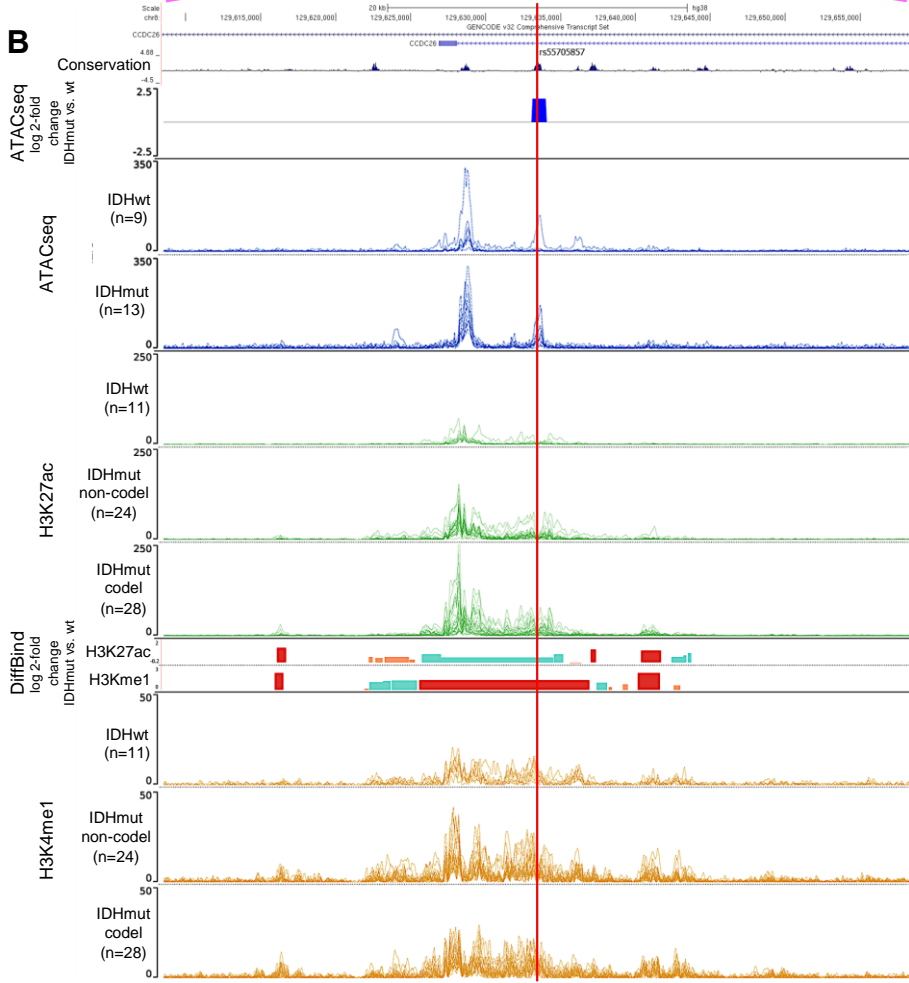 B
Scale
20 kb
hg38
chr8:
129,615,000
129,620,000
129,625,000
129,630,000
129,635,000
129,640,000
129,645,000
129,650,000
129,655,000
GENCODE v32 Comprehensive Transcript Set
CCDC26
CCDC26
rs55705857
4.88
Conservation
-4.5
ATACseq
log 2-fold
change
IDHmut vs. wt
2.5
-2.5
ATACseq
350
IDHwt
(n=9)
0
350
IDHmut
(n=13)
0
H3K27ac
250
IDHwt
(n=11)
0
250
IDHmut
non-codel
(n=24)
0
250
IDHmut
codel
(n=28)
0
DiffBind
log 2-fold
change
IDHmut vs. wt
H3K27ac
-0.2
H3Kme1
3
0
H3K4me1
50
IDHwt
(n=11)
0
50
IDHmut
non-codel
(n=24)
0
50
IDHmut
codel
(n=28)
0